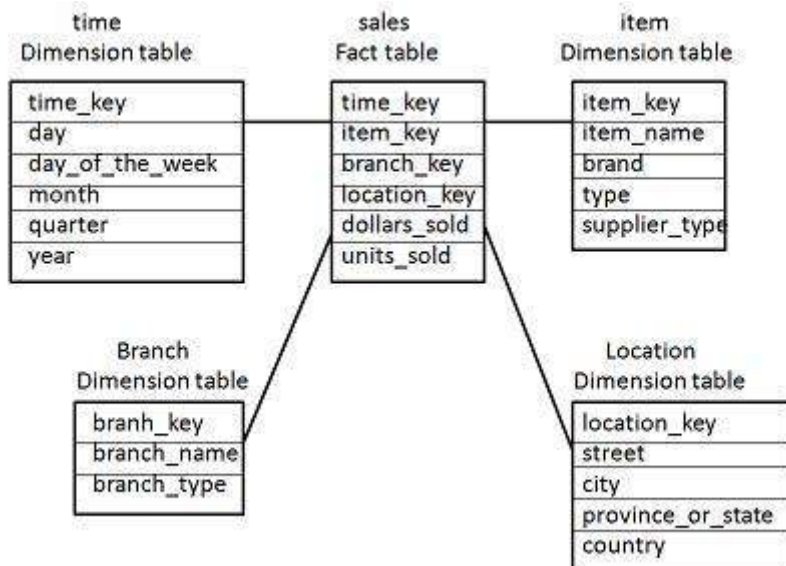 time
Dimension table
time_key
day
day_of_the_week
month
quarter
year
sales
Fact table
time_key
item_key
branch_key
location_key
dollars_sold
units_sold
item
Dimension table
item_key
item_name
brand
type
supplier_type
Branch
Dimension table
branh_key
branch_name
branch_type
Location
Dimension table
location_key
street
city
province_or_state
country